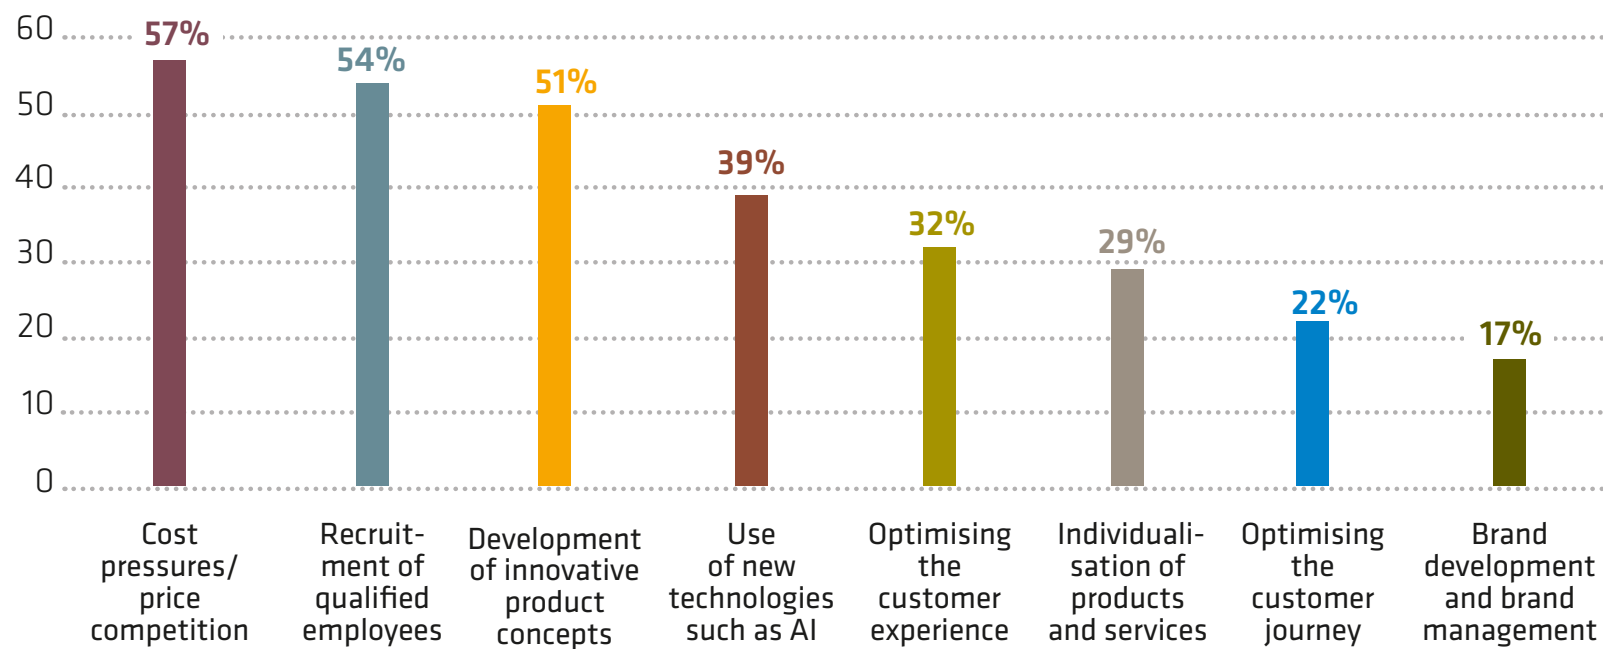 60
50
40
30
20
10
0
57%
54%
51%
39%
32%
29%
22%
17%
Cost
pressures/
price
competition
Recruit-
ment of
qualified
employees
Development
of innovative
product
concepts
Use
of new
technologies
such as AI
Optimising
the
customer
experience
Individuali-
sation of
products
and services
Optimising
the
customer
journey
Brand
development
and brand
management